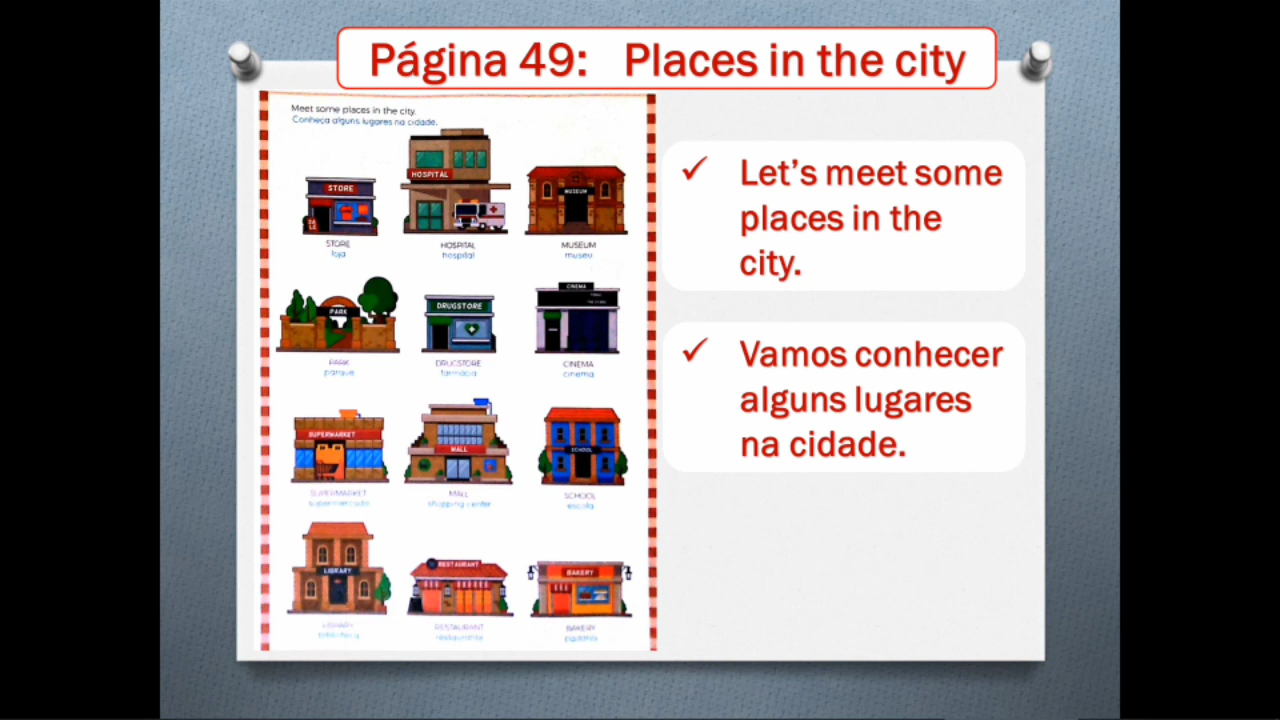 Página 49: Places in the city
Meet some places in the city.
Conheça alguns lugares na cidade.
STORE
HOSPITAL
MUSEUM
STORE
HOSPITAL
MUSEUM
loja
hospital
museu
PARK
DRUGSTORE
CINEMA
PARK
DRUGSTORE
CINEMA
parque
farmácia
cinema
SUPERMARKET
MALL
SCHOOL
SUPERMARKET
MALL
SCHOOL
supermercado
shopping center
escola
LIBRARY
RESTAURANT
BAKERY
LIBRARY
RESTAURANT
BAKERY
biblioteca
restaurante
padaria
✓ Let’s meet some
places in the
city.
✓ Vamos conhecer
alguns lugares
na cidade.